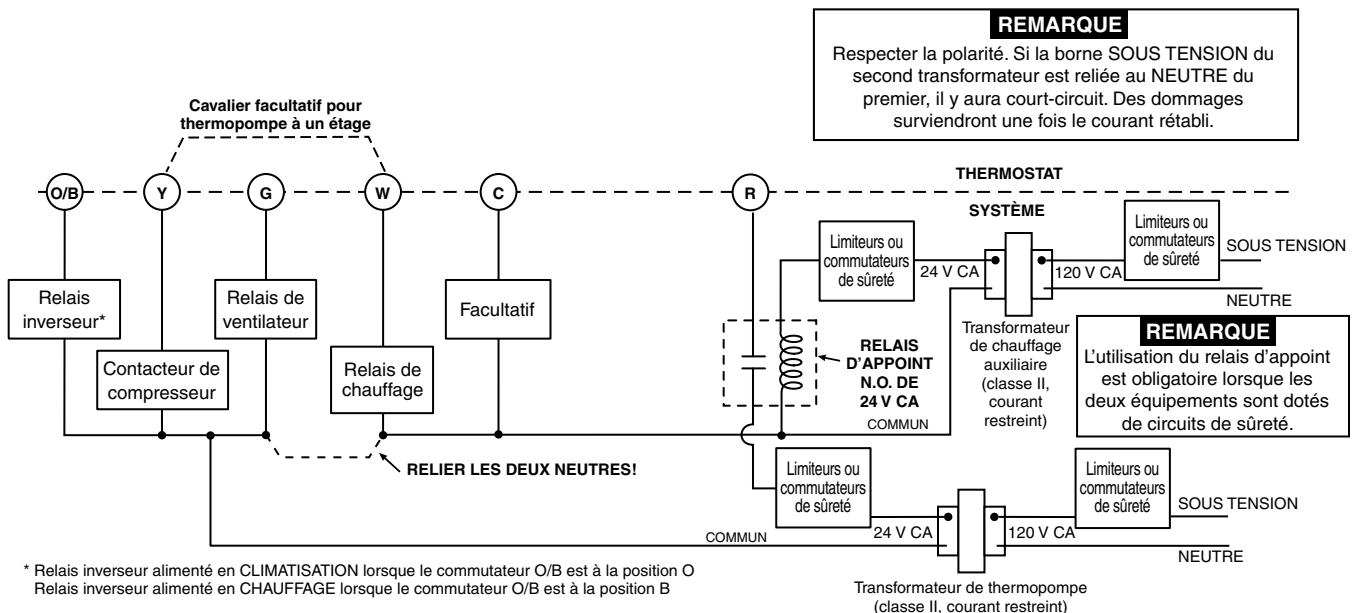 REMARQUE
Respecter la polarité. Si la borne SOUS TENSION du
second transformateur est reliée au NEUTRE du
premier, il y aura court-circuit. Des dommages
surviendront une fois le courant rétabli.
Cavalier facultatif pour
thermopompe à un étage
O/B
Y
G
W
C
R
THERMOSTAT
SYSTÈME
Limiteurs ou
commutateurs
de sûreté
24 V CA
120 V CA
Limiteurs ou
commutateurs
de sûreté
SOUS TENSION
NEUTRE
Relais
inverseur*
Contacteur de
compresseur
Relais de
ventilateur
Relais de
chauffage
Facultatif
RELAIS
D'APPOINT
N.O. DE
24 V CA
Transformateur
de chauffage
auxiliaire
(classe II,
courant
restreint)
REMARQUE
L'utilisation du relais d'appoint
est obligatoire lorsque les
deux équipements sont dotés
de circuits de sûreté.
COMMUN
RELIER LES DEUX NEUTRES!
Limiteurs ou
commutateurs
de sûreté
24 V CA
120 V CA
Limiteurs ou
commutateurs
de sûreté
SOUS TENSION
NEUTRE
COMMUN
Transformateur de thermopompe
(classe II, courant restreint)
* Relais inverseur alimenté en CLIMATISATION lorsque le commutateur O/B est à la position O
Relais inverseur alimenté en CHAUFFAGE lorsque le commutateur O/B est à la position B